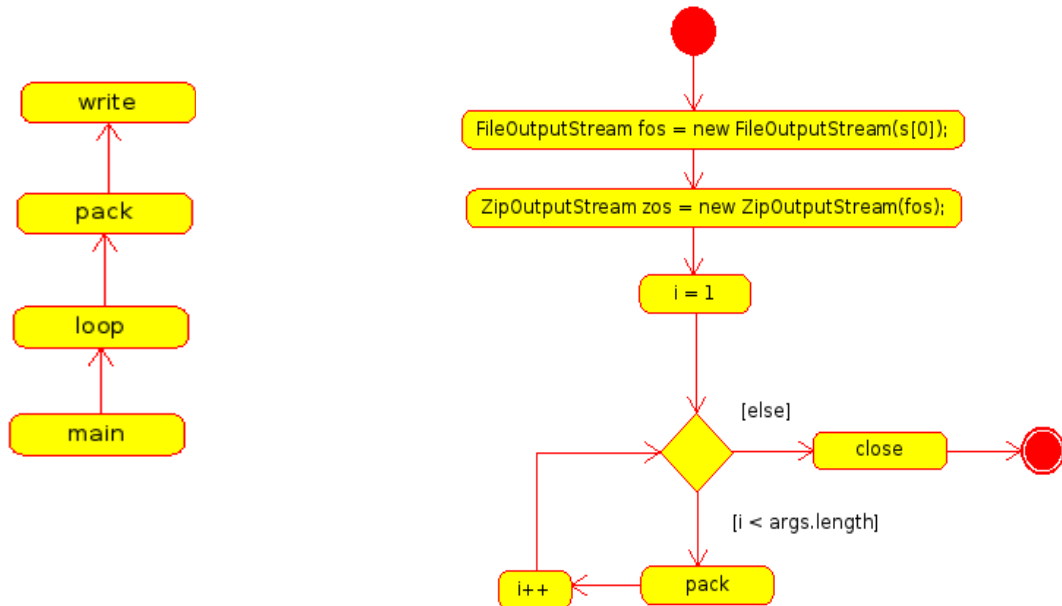 write
pack
loop
main
FileOutputStream fos = new FileOutputStream(s[0]);
ZipOutputStream zos = new ZipOutputStream(fos);
i = 1
[else]
close
[i < args.length]
pack
i++